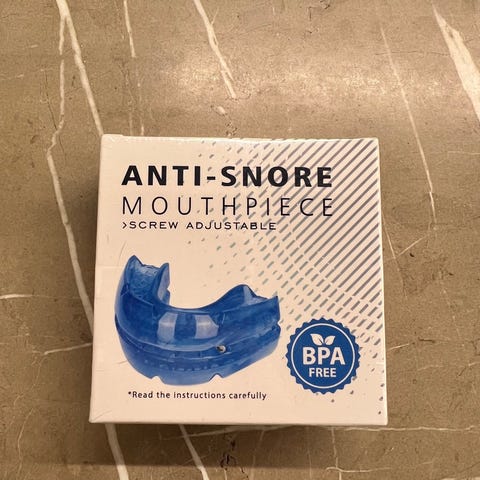 ANTI-SNORE
MOUTHPIECE
>SCREW ADJUSTABLE
BPA
FREE
*Read the instructions carefully